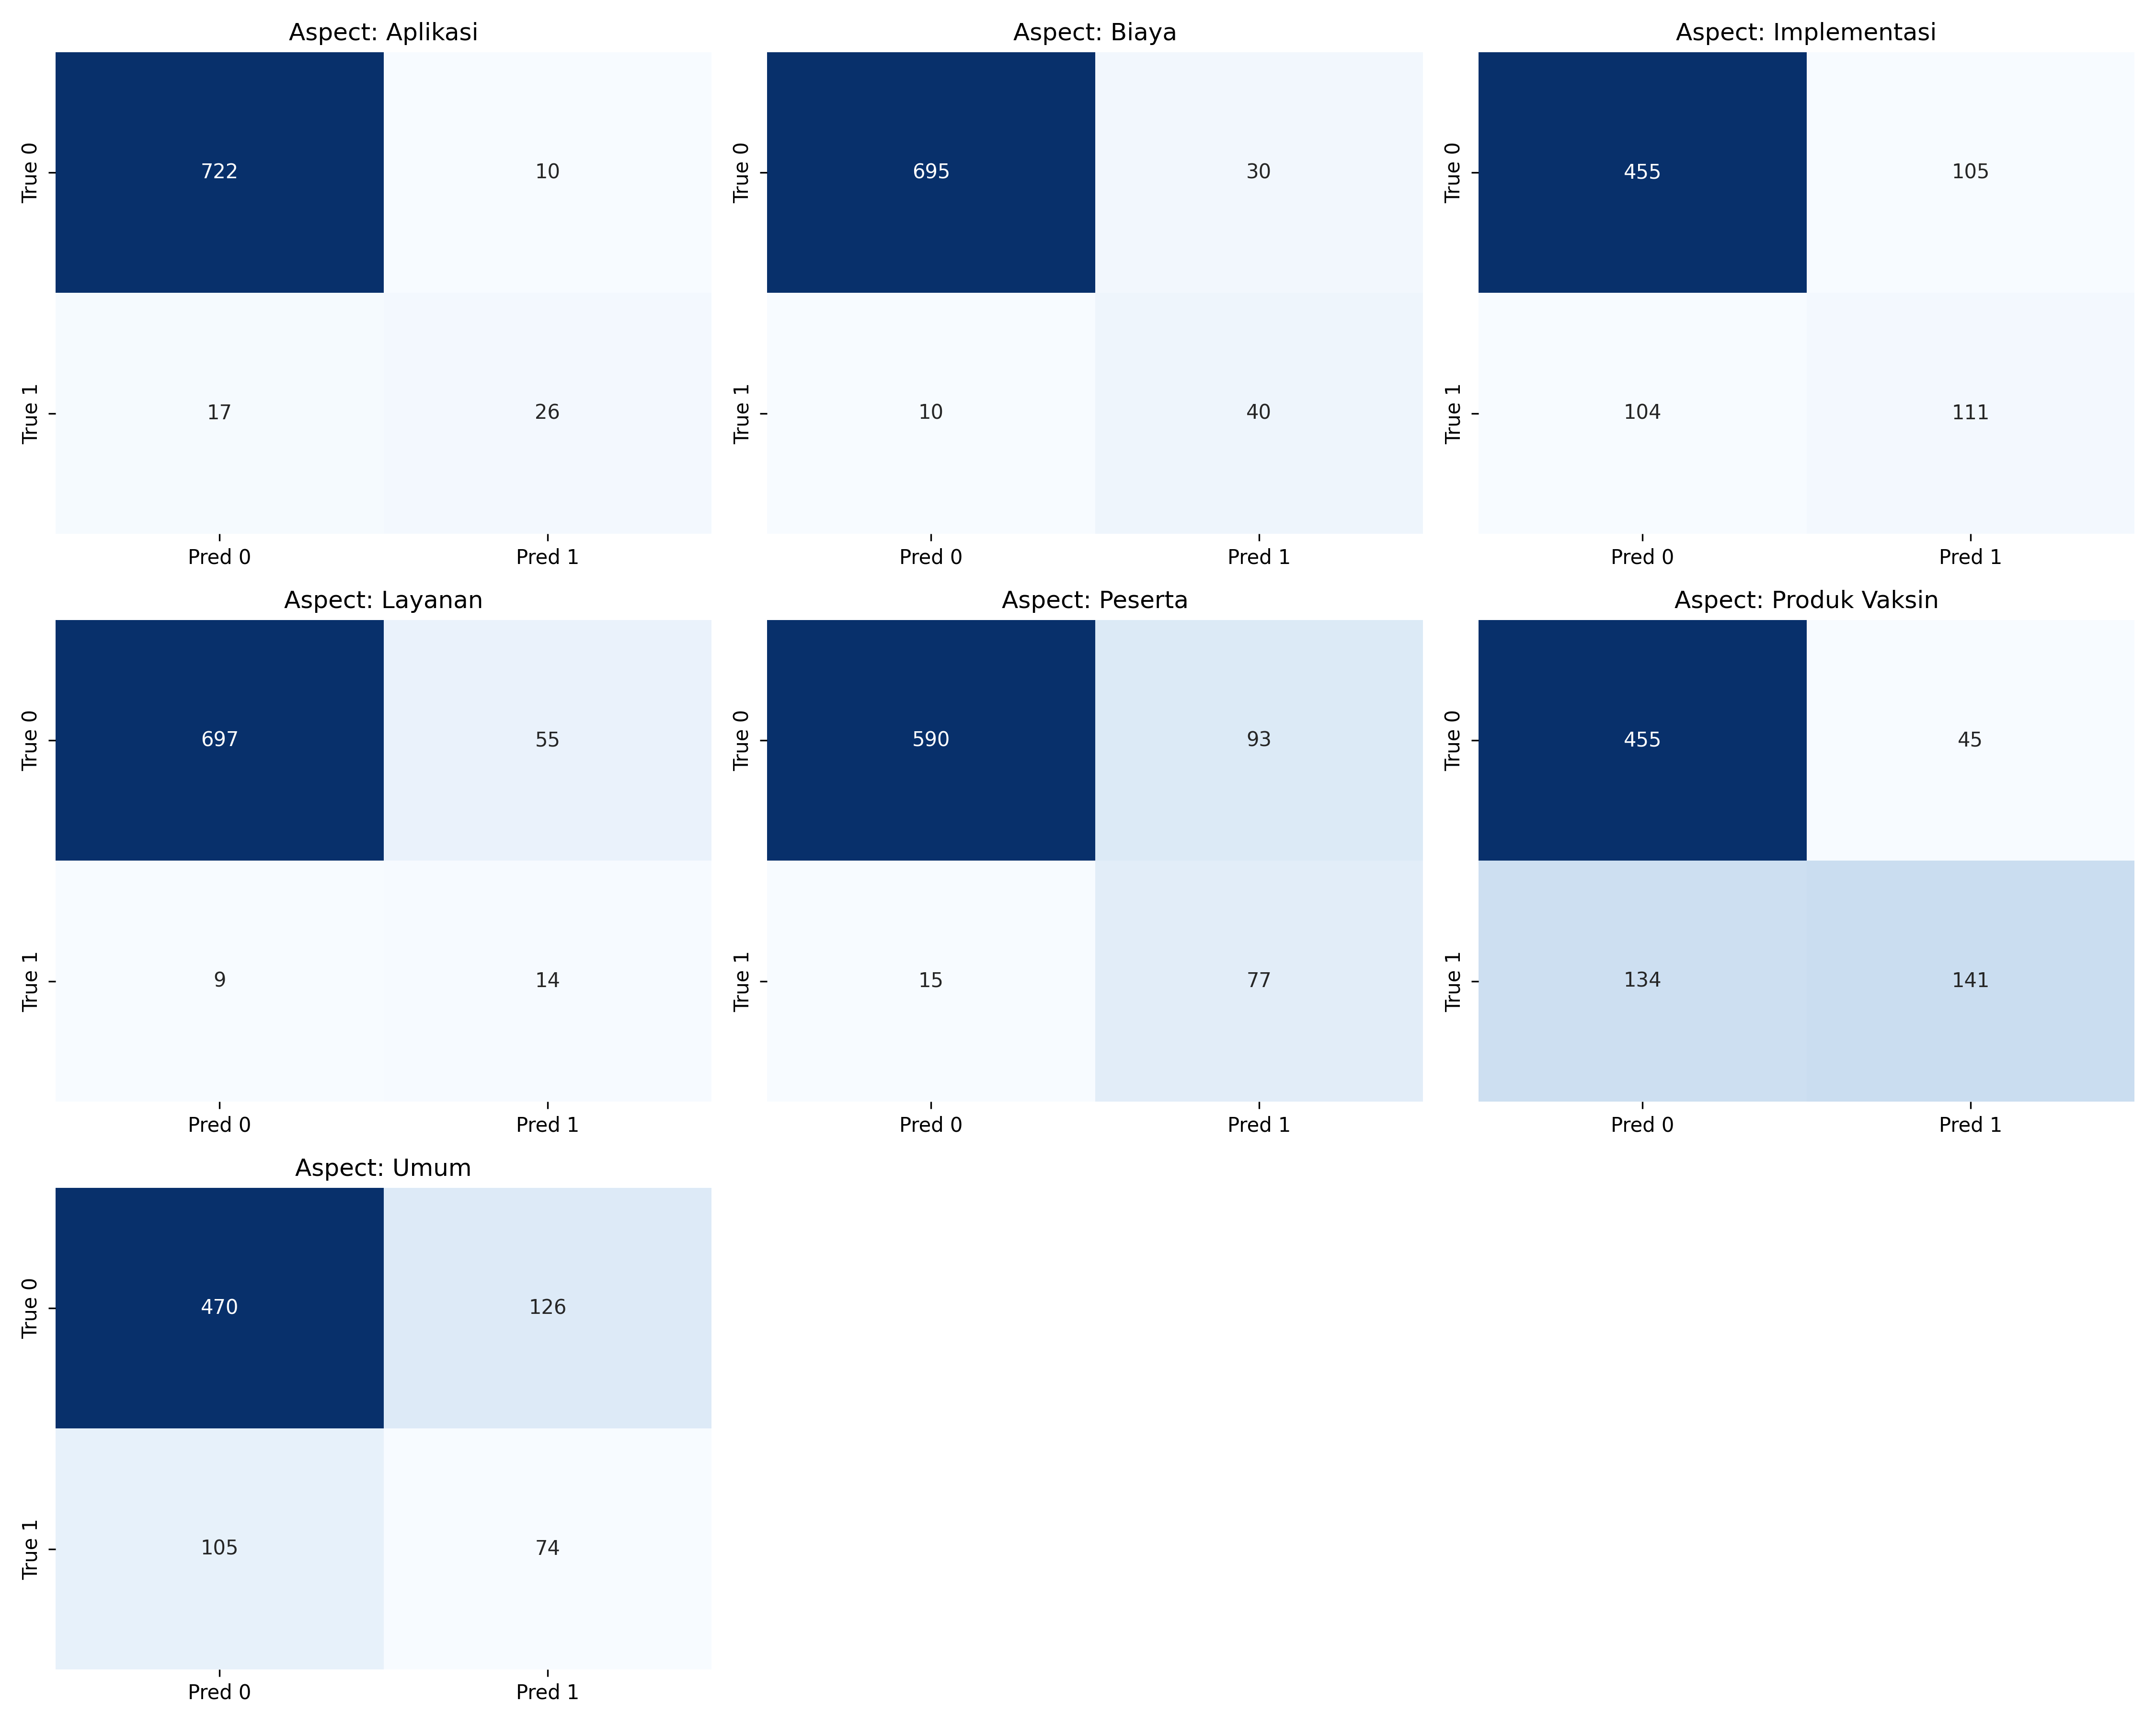 Aspect: Aplikasi
True 0
722
10
True 1
17
26
Pred 0
Pred 1
Aspect: Biaya
True 0
695
30
True 1
10
40
Pred 0
Pred 1
Aspect: Implementasi
True 0
455
105
True 1
104
111
Pred 0
Pred 1
Aspect: Layanan
True 0
697
55
True 1
9
14
Pred 0
Pred 1
Aspect: Peserta
True 0
590
93
True 1
15
77
Pred 0
Pred 1
Aspect: Produk Vaksin
True 0
455
45
True 1
134
141
Pred 0
Pred 1
Aspect: Umum
True 0
470
126
True 1
105
74
Pred 0
Pred 1